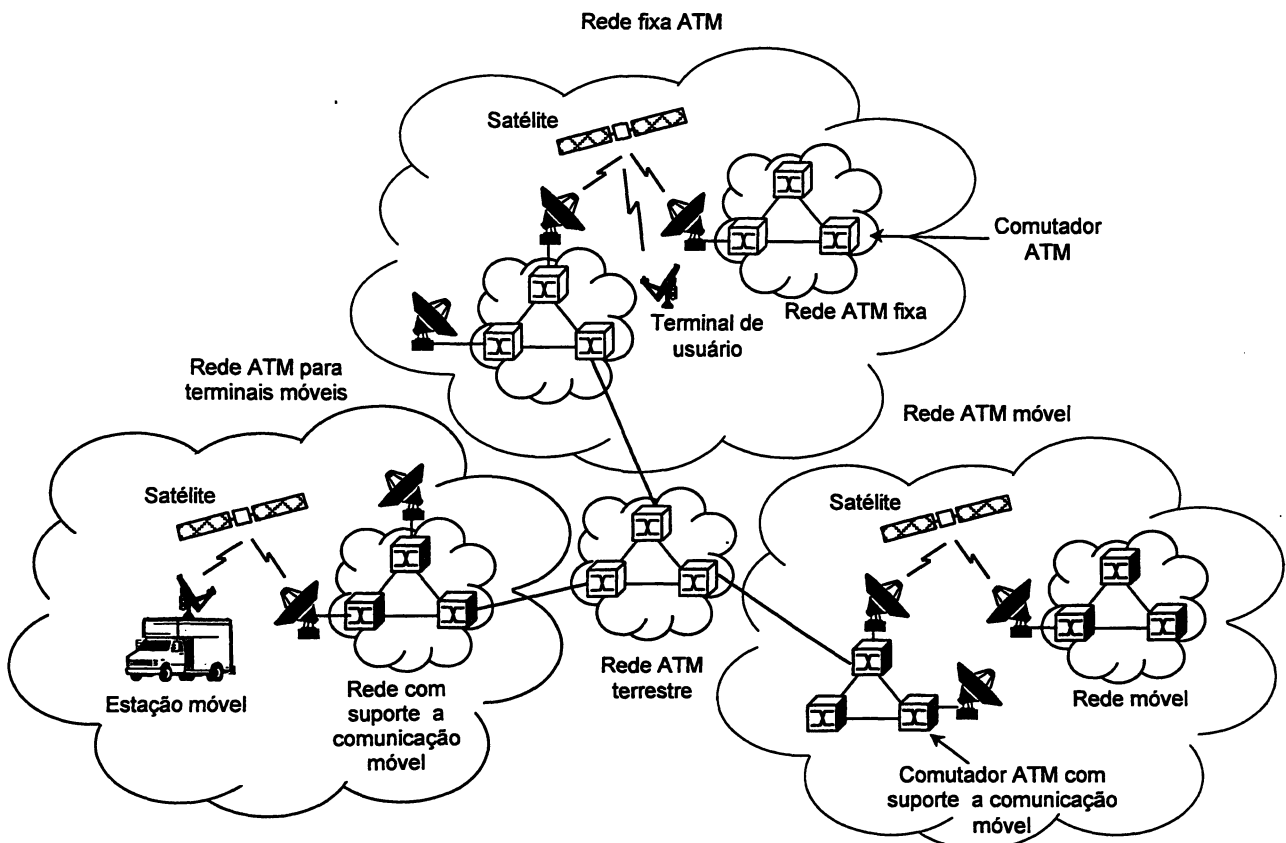 Rede fixa ATM
Satélite
Comutador
ATM
Terminal de
usuário
Rede ATM fixa
Rede ATM para
terminais móveis
Rede ATM móvel
Satélite
Satélite
Estação móvel
Rede com
suporte a
comunicação
móvel
Rede ATM
terrestre
Rede móvel
Comutador ATM com
suporte a comunicação
móvel